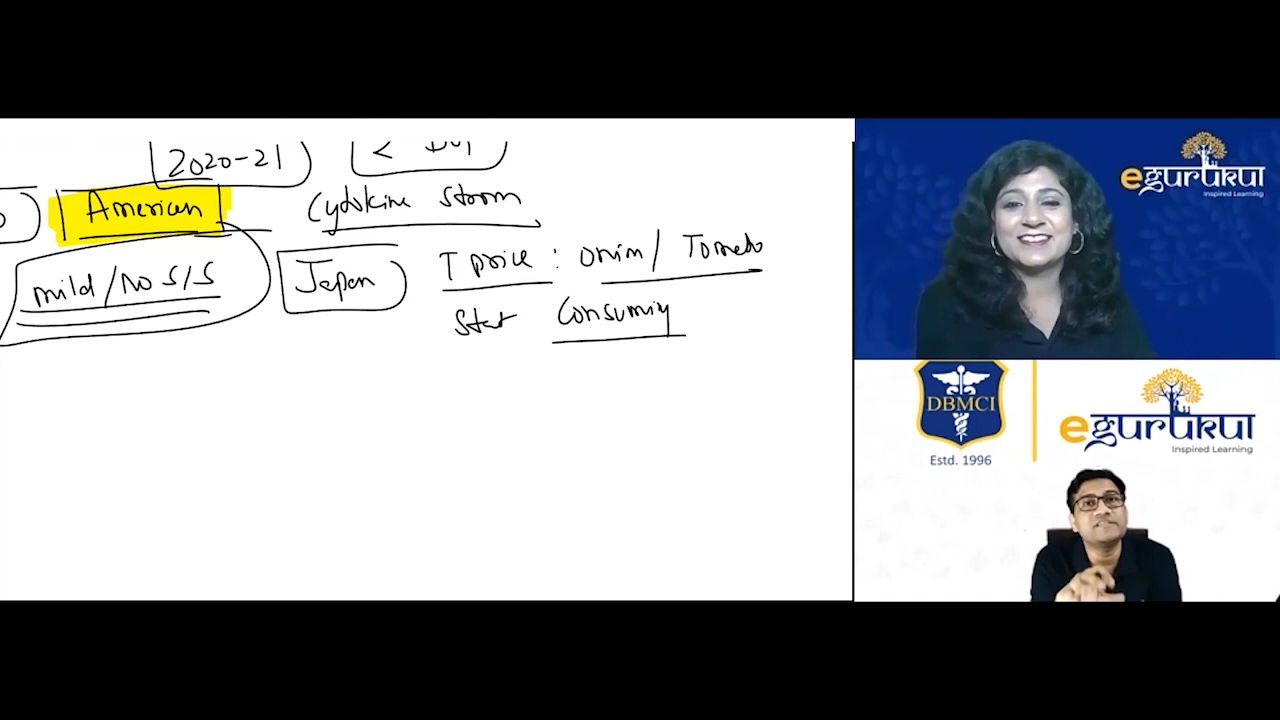 2020-21
American Cytokine storm
mild/No S/S Japan ↑ price : onion/ Tomato
Start Consuming
egurukul
Inspired Learning
DBMCI
Estd. 1996
egurukul
Inspired Learning